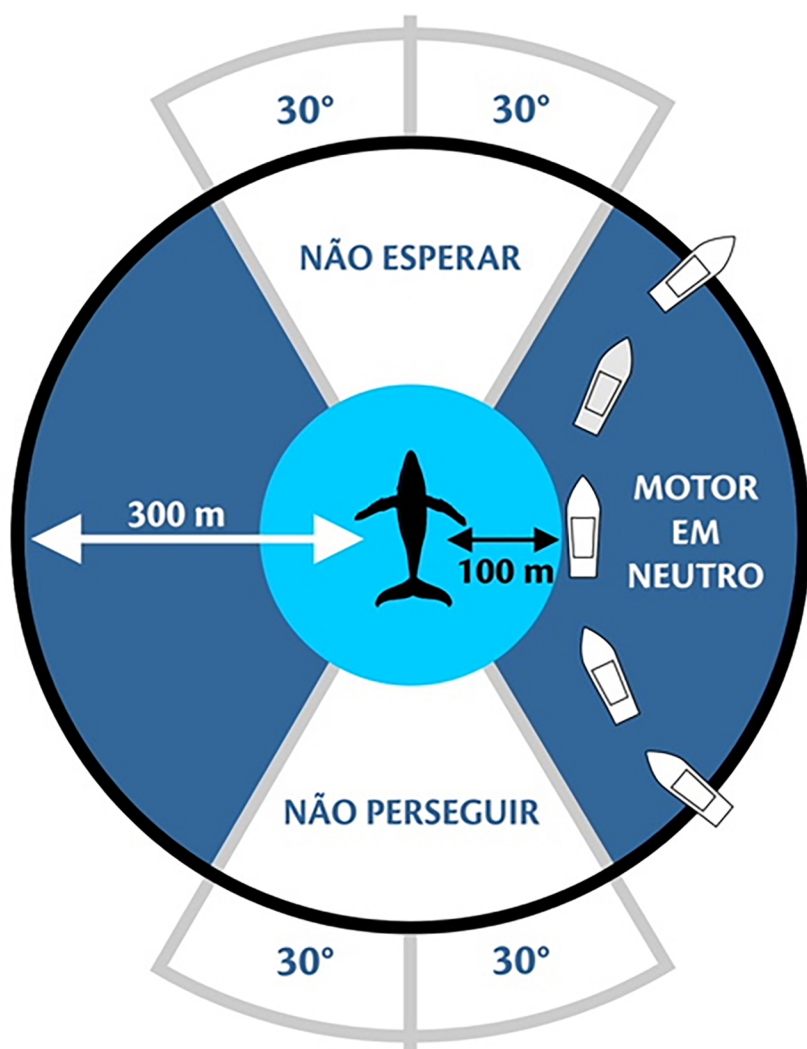 30°
30°
NÃO ESPERAR
300 m
100 m
MOTOR
EM
NEUTRO
NÃO PERSEGUIR
30°
30°